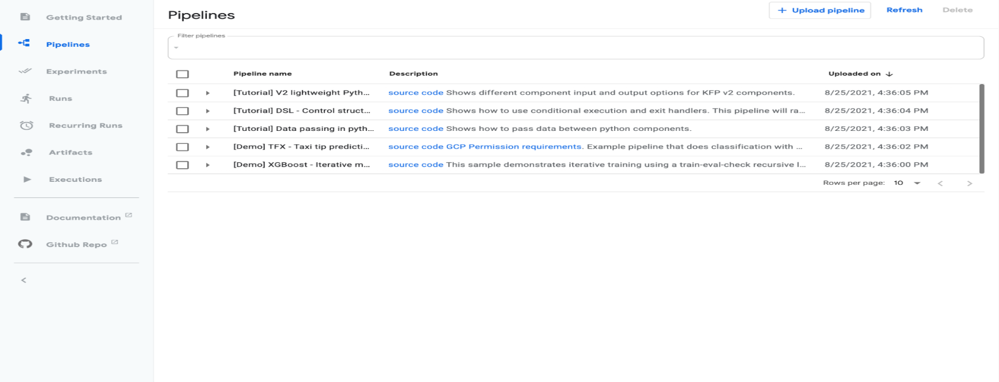 Getting Started
Pipelines
Experiments
Runs
Recurring Runs
Artifacts
Executions
Documentation
Github Repo
Pipelines
Upload pipeline Refresh Delete
Filter pipelines
Pipeline name Description Uploaded on
[Tutorial] V2 lightweight Pyth... source code Shows different component input and output options for KFP v2 components. 8/25/2021, 4:36:05 PM
[Tutorial] DSL - Control struct... source code Shows how to use conditional execution and exit handlers. This pipeline will ra... 8/25/2021, 4:36:04 PM
[Tutorial] Data passing in pyth... source code Shows how to pass data between python components. 8/25/2021, 4:36:03 PM
[Demo] TFX - Taxi tip predicti... source code GCP Permission requirements. Example pipeline that does classification with ... 8/25/2021, 4:36:02 PM
[Demo] XGBoost - Iterative m... source code This sample demonstrates iterative training using a train-eval-check recursive l... 8/25/2021, 4:36:00 PM
Rows per page: 10